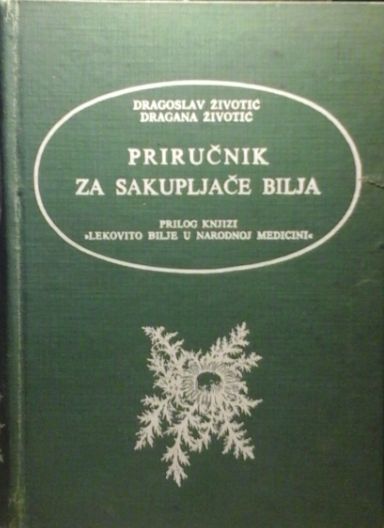 DRAGOSLAV ŽIVOTIĆ
DRAGANA ŽIVOTIĆ
PRIRUČNIK
ZA SAKUPLJAČE BILJA
PRILOG KNJIZI
»LEKOVITO BILJE U NARODNOJ MEDICINI«